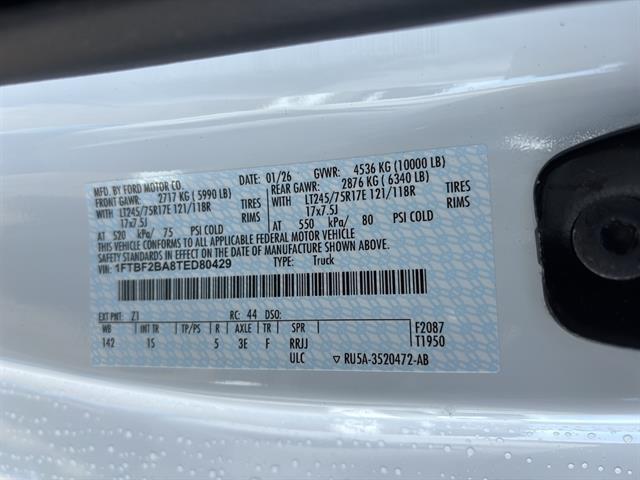 MFD. BY FORD MOTOR CO.
DATE: 01/26 GVWR: 4536 KG (10000 LB)
FRONT GAWR: 2717 KG (5990 LB) REAR GAWR: 2876 KG (6340 LB)
WITH LT245/75R17E 121/118R TIRES WITH LT245/75R17E 121/118R TIRES
17x7.5J RIMS 17x7.5J RIMS
AT 520 kPa/ 75 PSI COLD AT 550 kPa/ 80 PSI COLD
THIS VEHICLE CONFORMS TO ALL APPLICABLE FEDERAL MOTOR VEHICLE
SAFETY STANDARDS IN EFFECT ON THE DATE OF MANUFACTURE SHOWN ABOVE.
VIN: 1FTBF2BA8TED80429 TYPE: Truck
EXT PNT: Z1 RC: 44 DSO:
WB INT TR TP/PS R AXLE TR SPR F2087
142 1S 5 3E F RRJJ T1950
ULC ▽ RU5A-3520472-AB